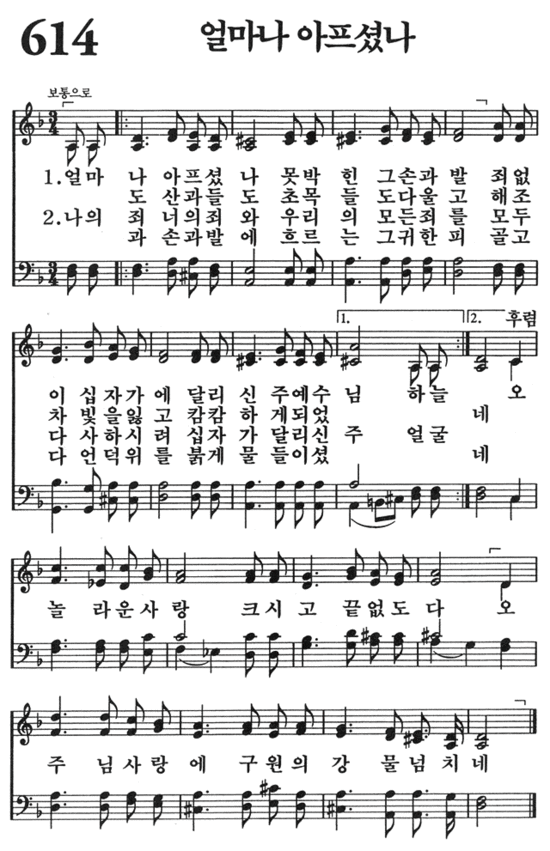 614 얼마나 아프셨나
보통으로
3 4
1.얼마 나 아프셨 나 못박 힌 그손과 발 죄없
도 산과들 도 초목 들 도다울 고 해조
2.나의 죄 너의죄 와 우리 의 모든죄 를 모두
과 손과발 에 흐르 는 그귀한 피 골고
3 4
1. 2. 후렴
이 십자가 에 달리 신 주예수 님 하늘 오
차 빛을잃 고 캄캄 하 게되었 네
다 사하시 려 십자 가 달리신 주 얼굴
다 언덕위 를 붉게 물 들이셨 네
놀 라운사 랑 크시 고 끝없도 다 오
주 님사랑 에 구원의 강 물넘 치네